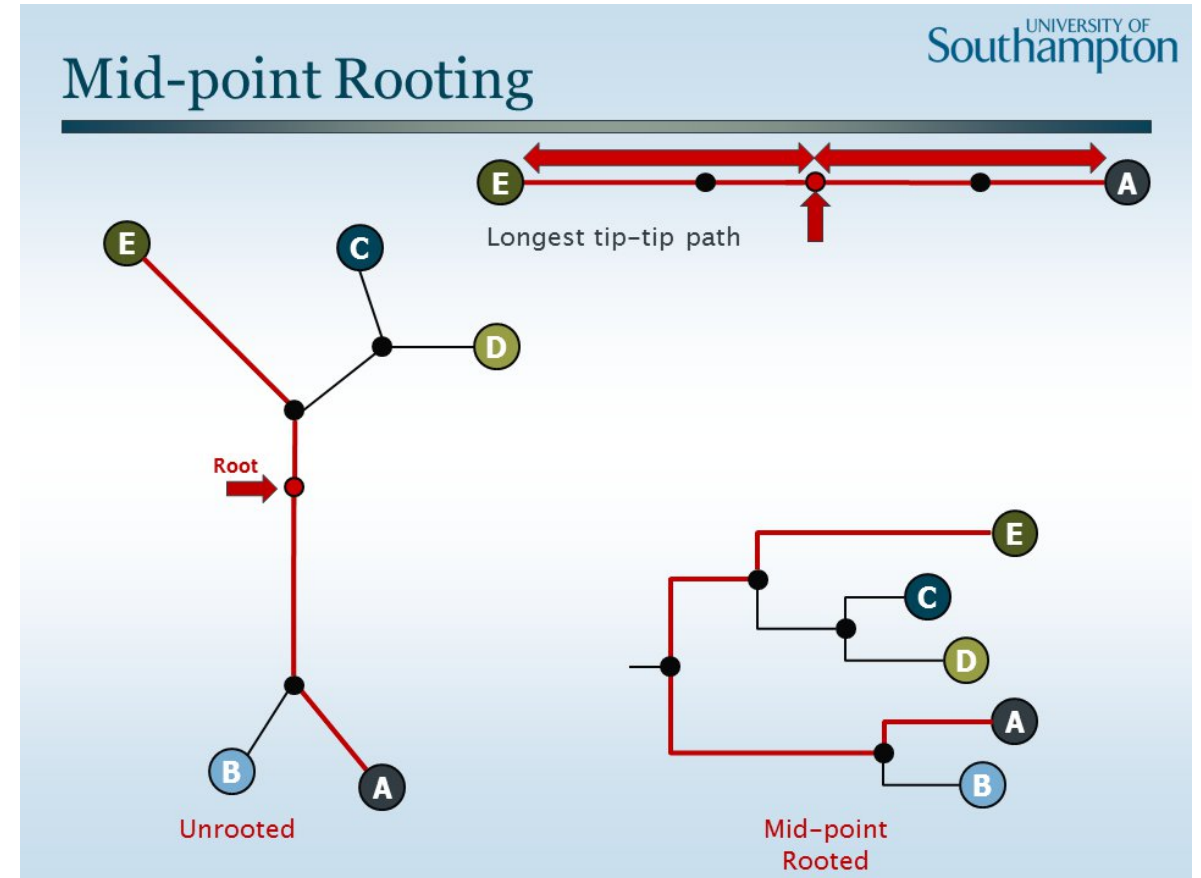 UNIVERSITY OF
Southampton
Mid-point Rooting
E
A
Longest tip-tip path
E
C
D
Root
B
A
Unrooted
E
C
D
A
B
Mid-point
Rooted